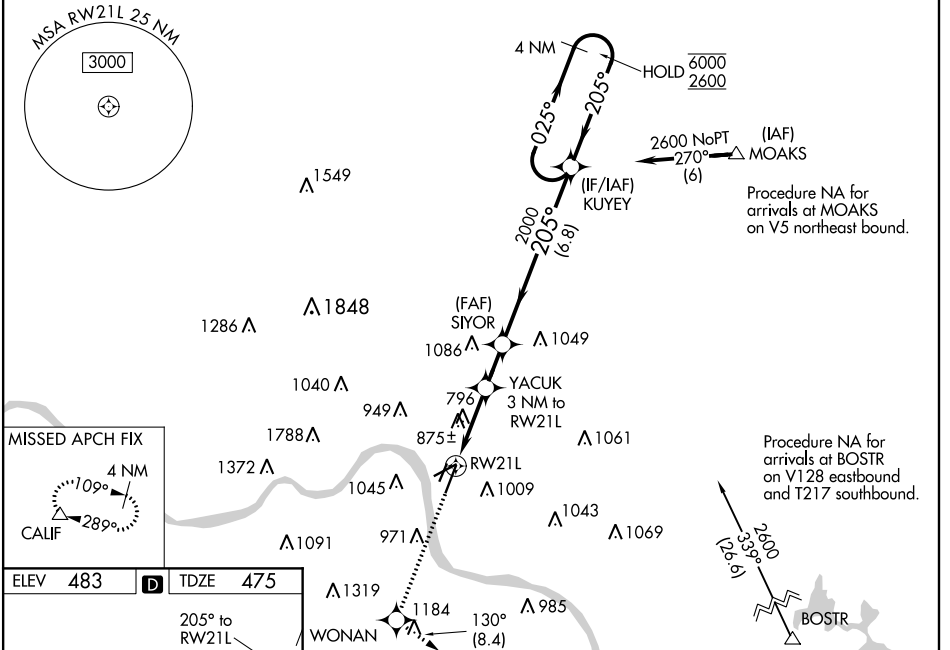 MSA RW21L 25 NM
3000
4 NM
HOLD 6000
2600
025°
205°
2600 NoPT
270°
(6)
(IAF)
MOAKS
(IF/IAF)
KUYEY
Procedure NA for
arrivals at MOAKS
on V5 northeast bound.
1549
2000
205°
(6.8)
1848
1286
(FAF)
SIYOR
1086
1049
1040
949
YACUK
3 NM to
RW21L
796
875±
1788
1061
MISSED APCH FIX
4 NM
109°
289°
CALIF
1372
1045
RW21L
1009
Procedure NA for
arrivals at BOSTR
on V128 eastbound
and T217 southbound.
1043
1069
1091
971
2600
339°
(26.6)
BOSTR
ELEV 483 D TDZE 475
1319
1184
985
205° to
RW21L
WONAN
130°
(8.4)